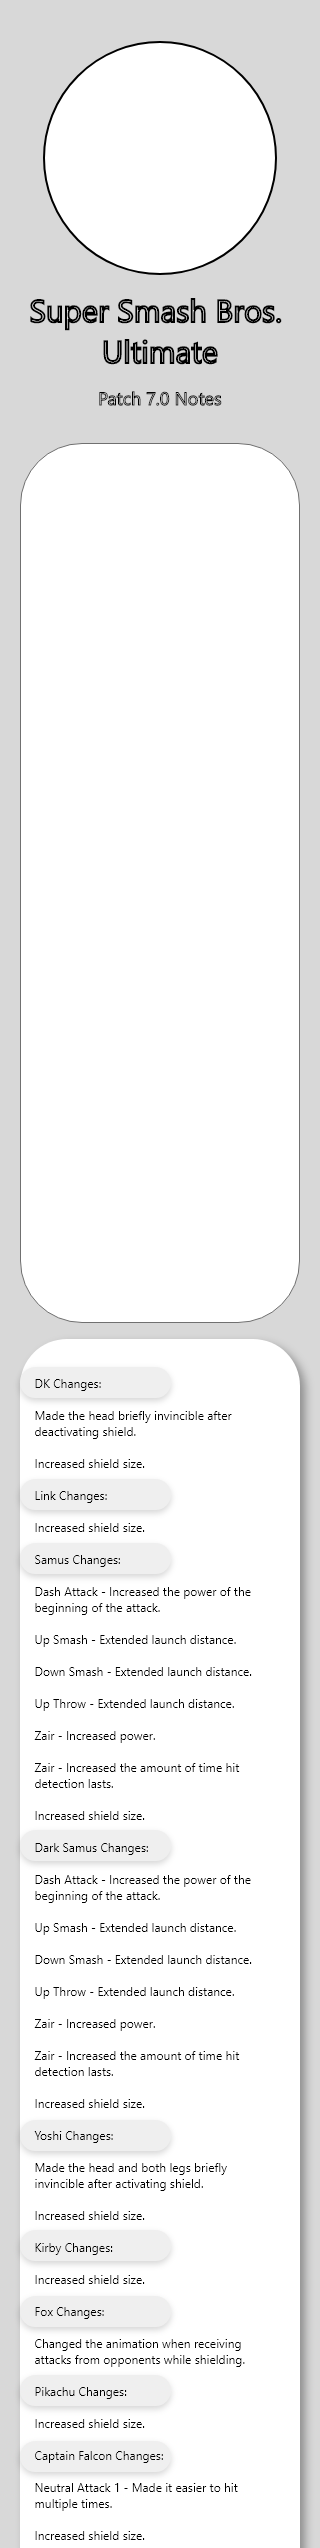 Super Smash Bros.
Ultimate
Patch 7.0 Notes
DK Changes:
Made the head briefly invincible after
deactivating shield.
Increased shield size.
Link Changes:
Increased shield size.
Samus Changes:
Dash Attack - Increased the power of the
beginning of the attack.
Up Smash - Extended launch distance.
Down Smash - Extended launch distance.
Up Throw - Extended launch distance.
Zair - Increased power.
Zair - Increased the amount of time hit
detection lasts.
Increased shield size.
Dark Samus Changes:
Dash Attack - Increased the power of the
beginning of the attack.
Up Smash - Extended launch distance.
Down Smash - Extended launch distance.
Up Throw - Extended launch distance.
Zair - Increased power.
Zair - Increased the amount of time hit
detection lasts.
Increased shield size.
Yoshi Changes:
Made the head and both legs briefly
invincible after activating shield.
Increased shield size.
Kirby Changes:
Increased shield size.
Fox Changes:
Changed the animation when receiving
attacks from opponents while shielding.
Pikachu Changes:
Increased shield size.
Captain Falcon Changes:
Neutral Attack 1 - Made it easier to hit
multiple times.
Increased shield size.